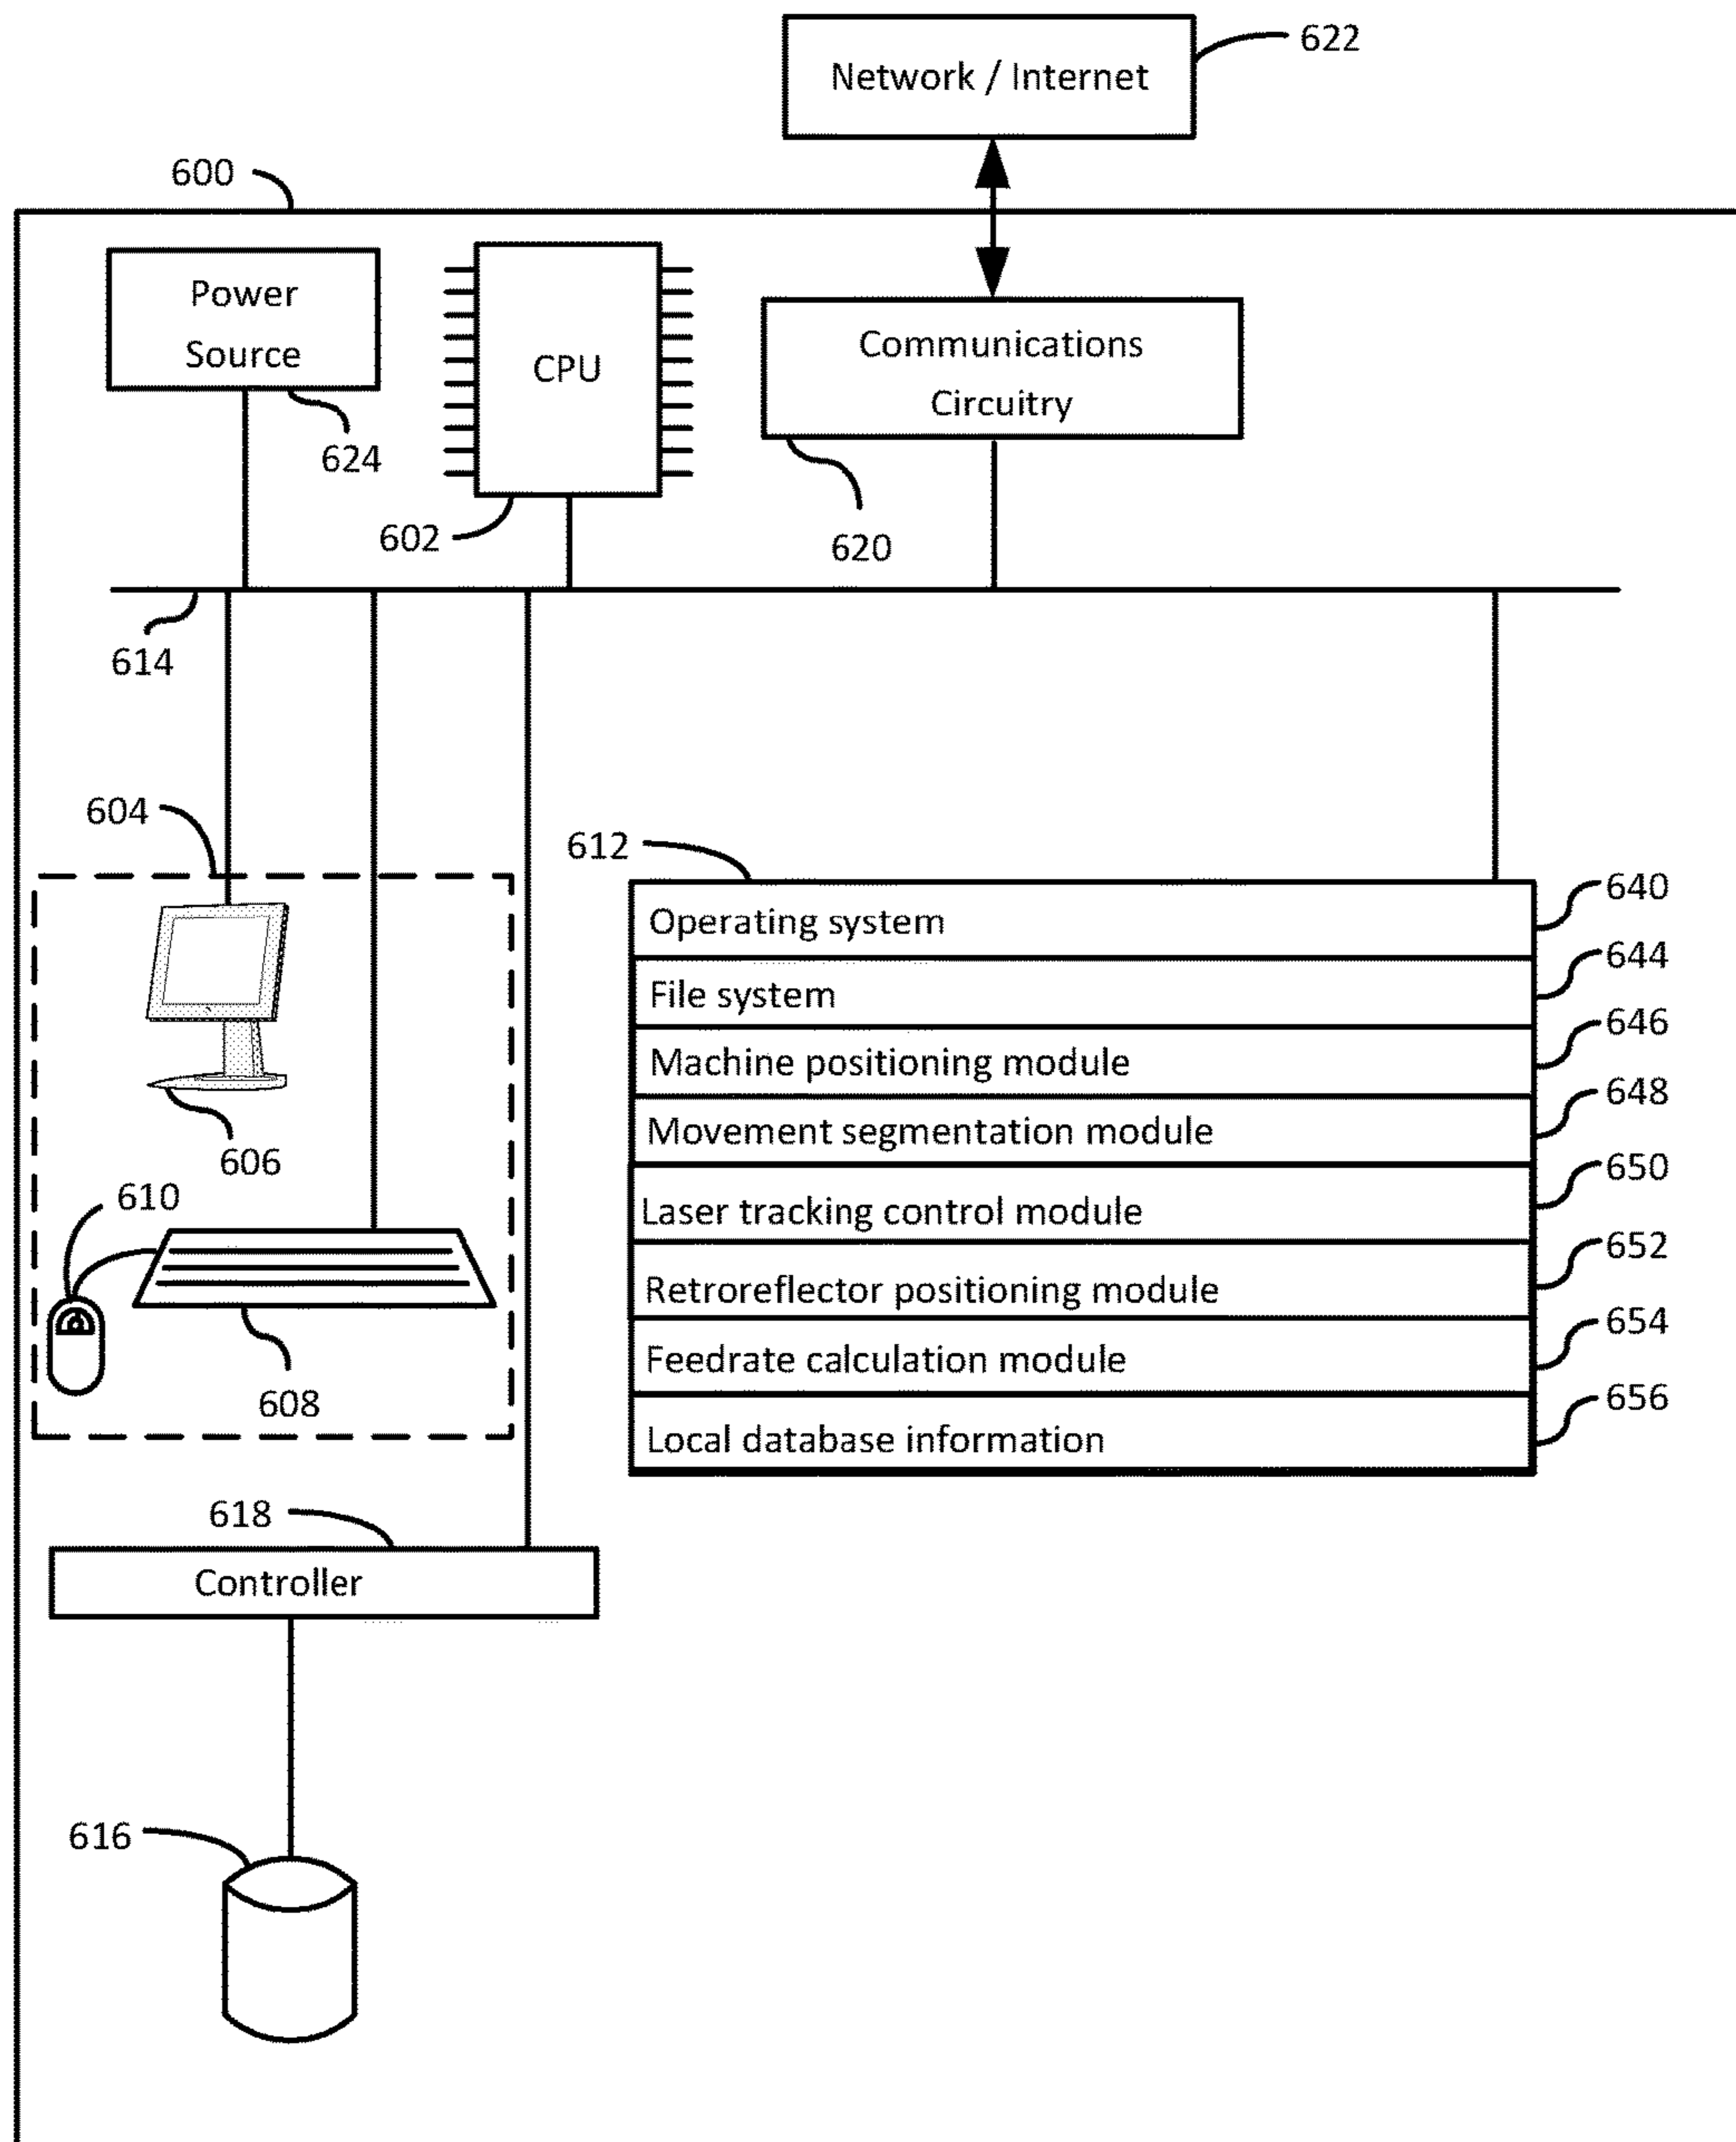 622
Network / Internet
600
Power
Source
CPU
Communications
Circuitry
624
602
620
614
604
612
640
Operating system
644
File system
646
Machine positioning module
648
Movement segmentation module
606
650
610
Laser tracking control module
652
Retroreflector positioning module
654
Feedrate calculation module
608
656
Local database information
618
Controller
616